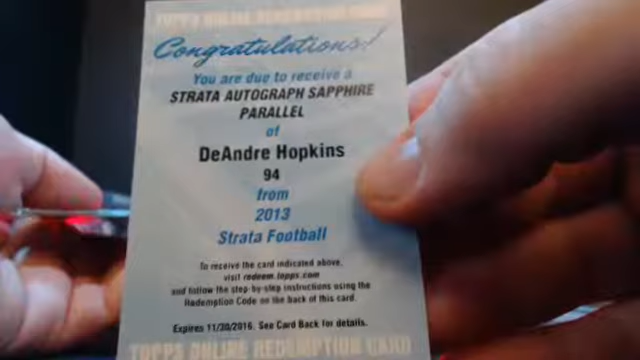 TOPPS ONLINE REDEMPTION CARD
Congratulations!
You are due to receive a
STRATA AUTOGRAPH SAPPHIRE
PARALLEL
of
DeAndre Hopkins
94
from
2013
Strata Football
To receive the card indicated above,
visit redeem.topps.com
and follow the step-by-step instructions using the
Redemption Code on the back of this card.
Expires 11/30/2016. See Card Back for details.
TOPPS ONLINE REDEMPTION CARD